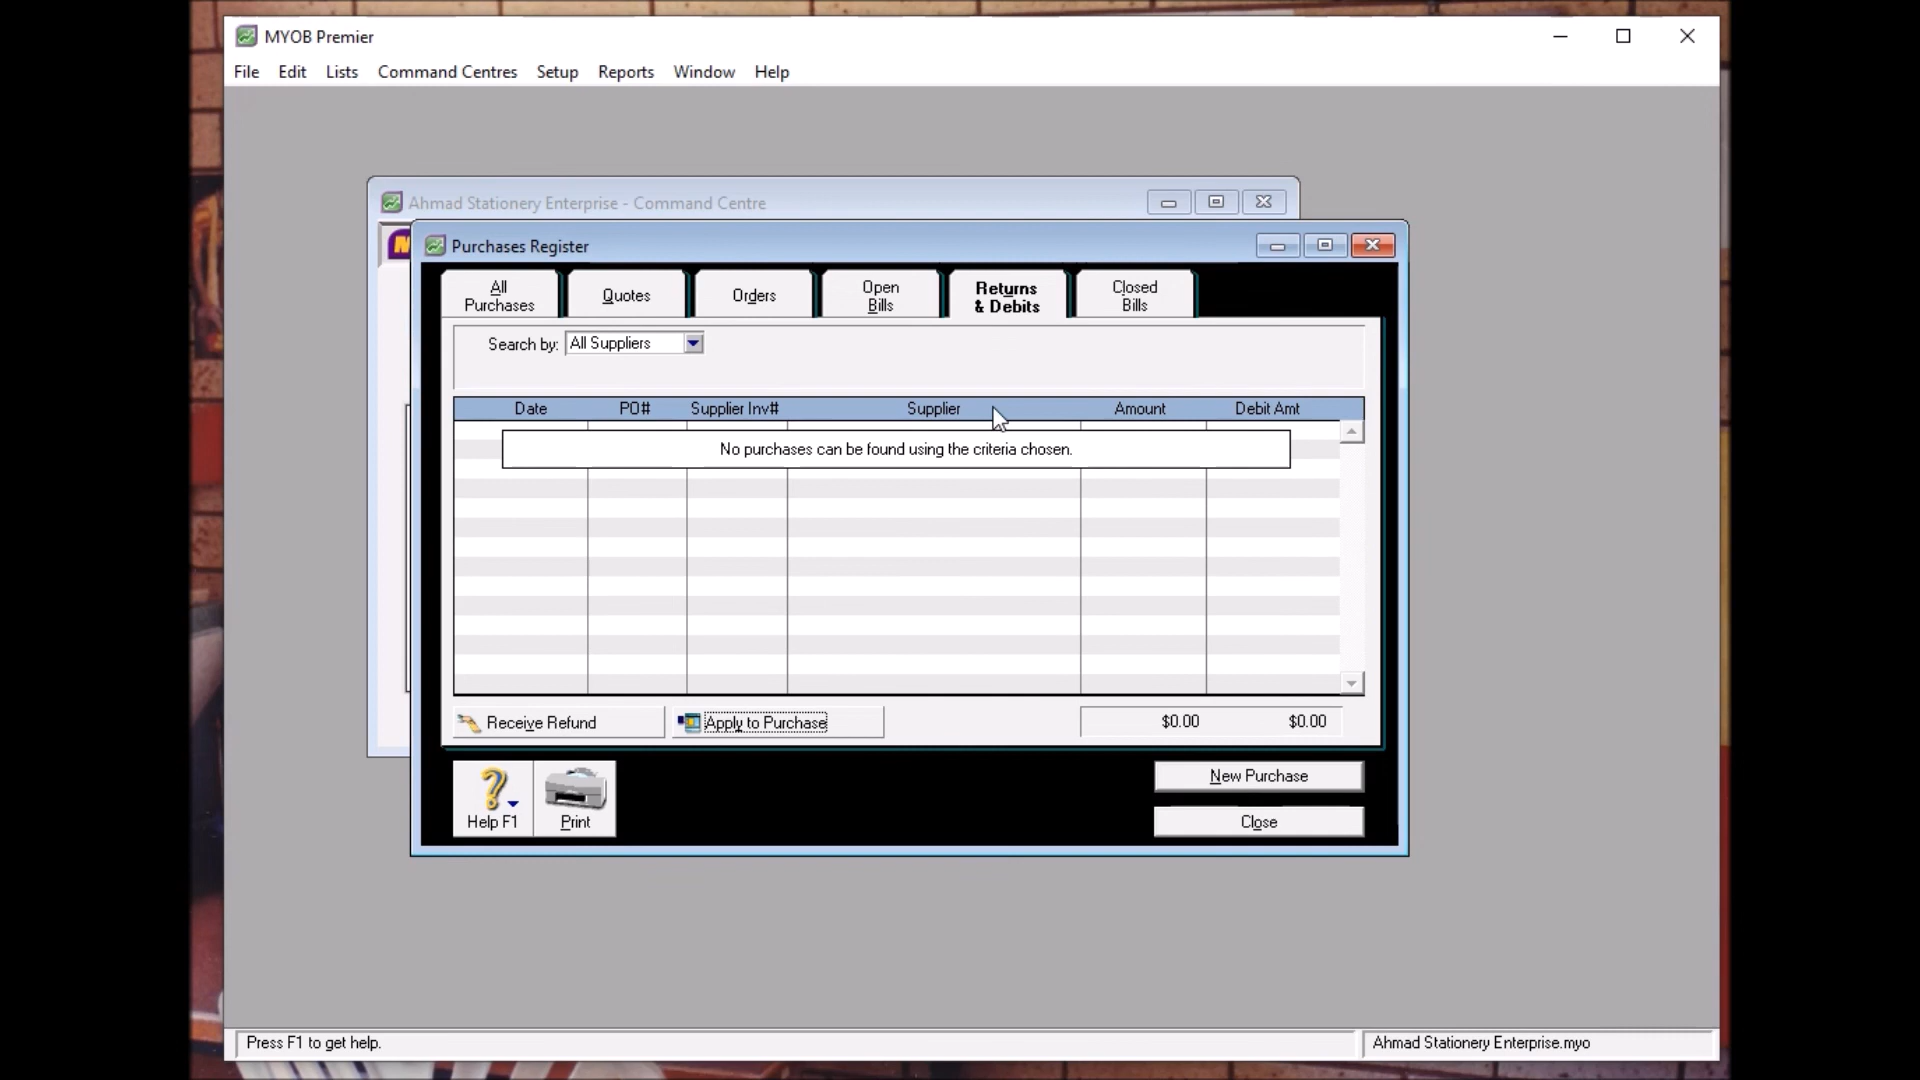 MYOB Premier
File Edit Lists Command Centres Setup Reports Window Help
Ahmad Stationery Enterprise - Command Centre
Purchases Register
All Purchases
Quotes
Orders
Open Bills
Returns & Debits
Closed Bills
Search by: All Suppliers
Date PO# Supplier Inv# Supplier Amount Debit Amt
No purchases can be found using the criteria chosen.
Receive Refund Apply to Purchase $0.00 $0.00
Help F1 Print
New Purchase
Close
Press F1 to get help. Ahmad Stationery Enterprise.myo